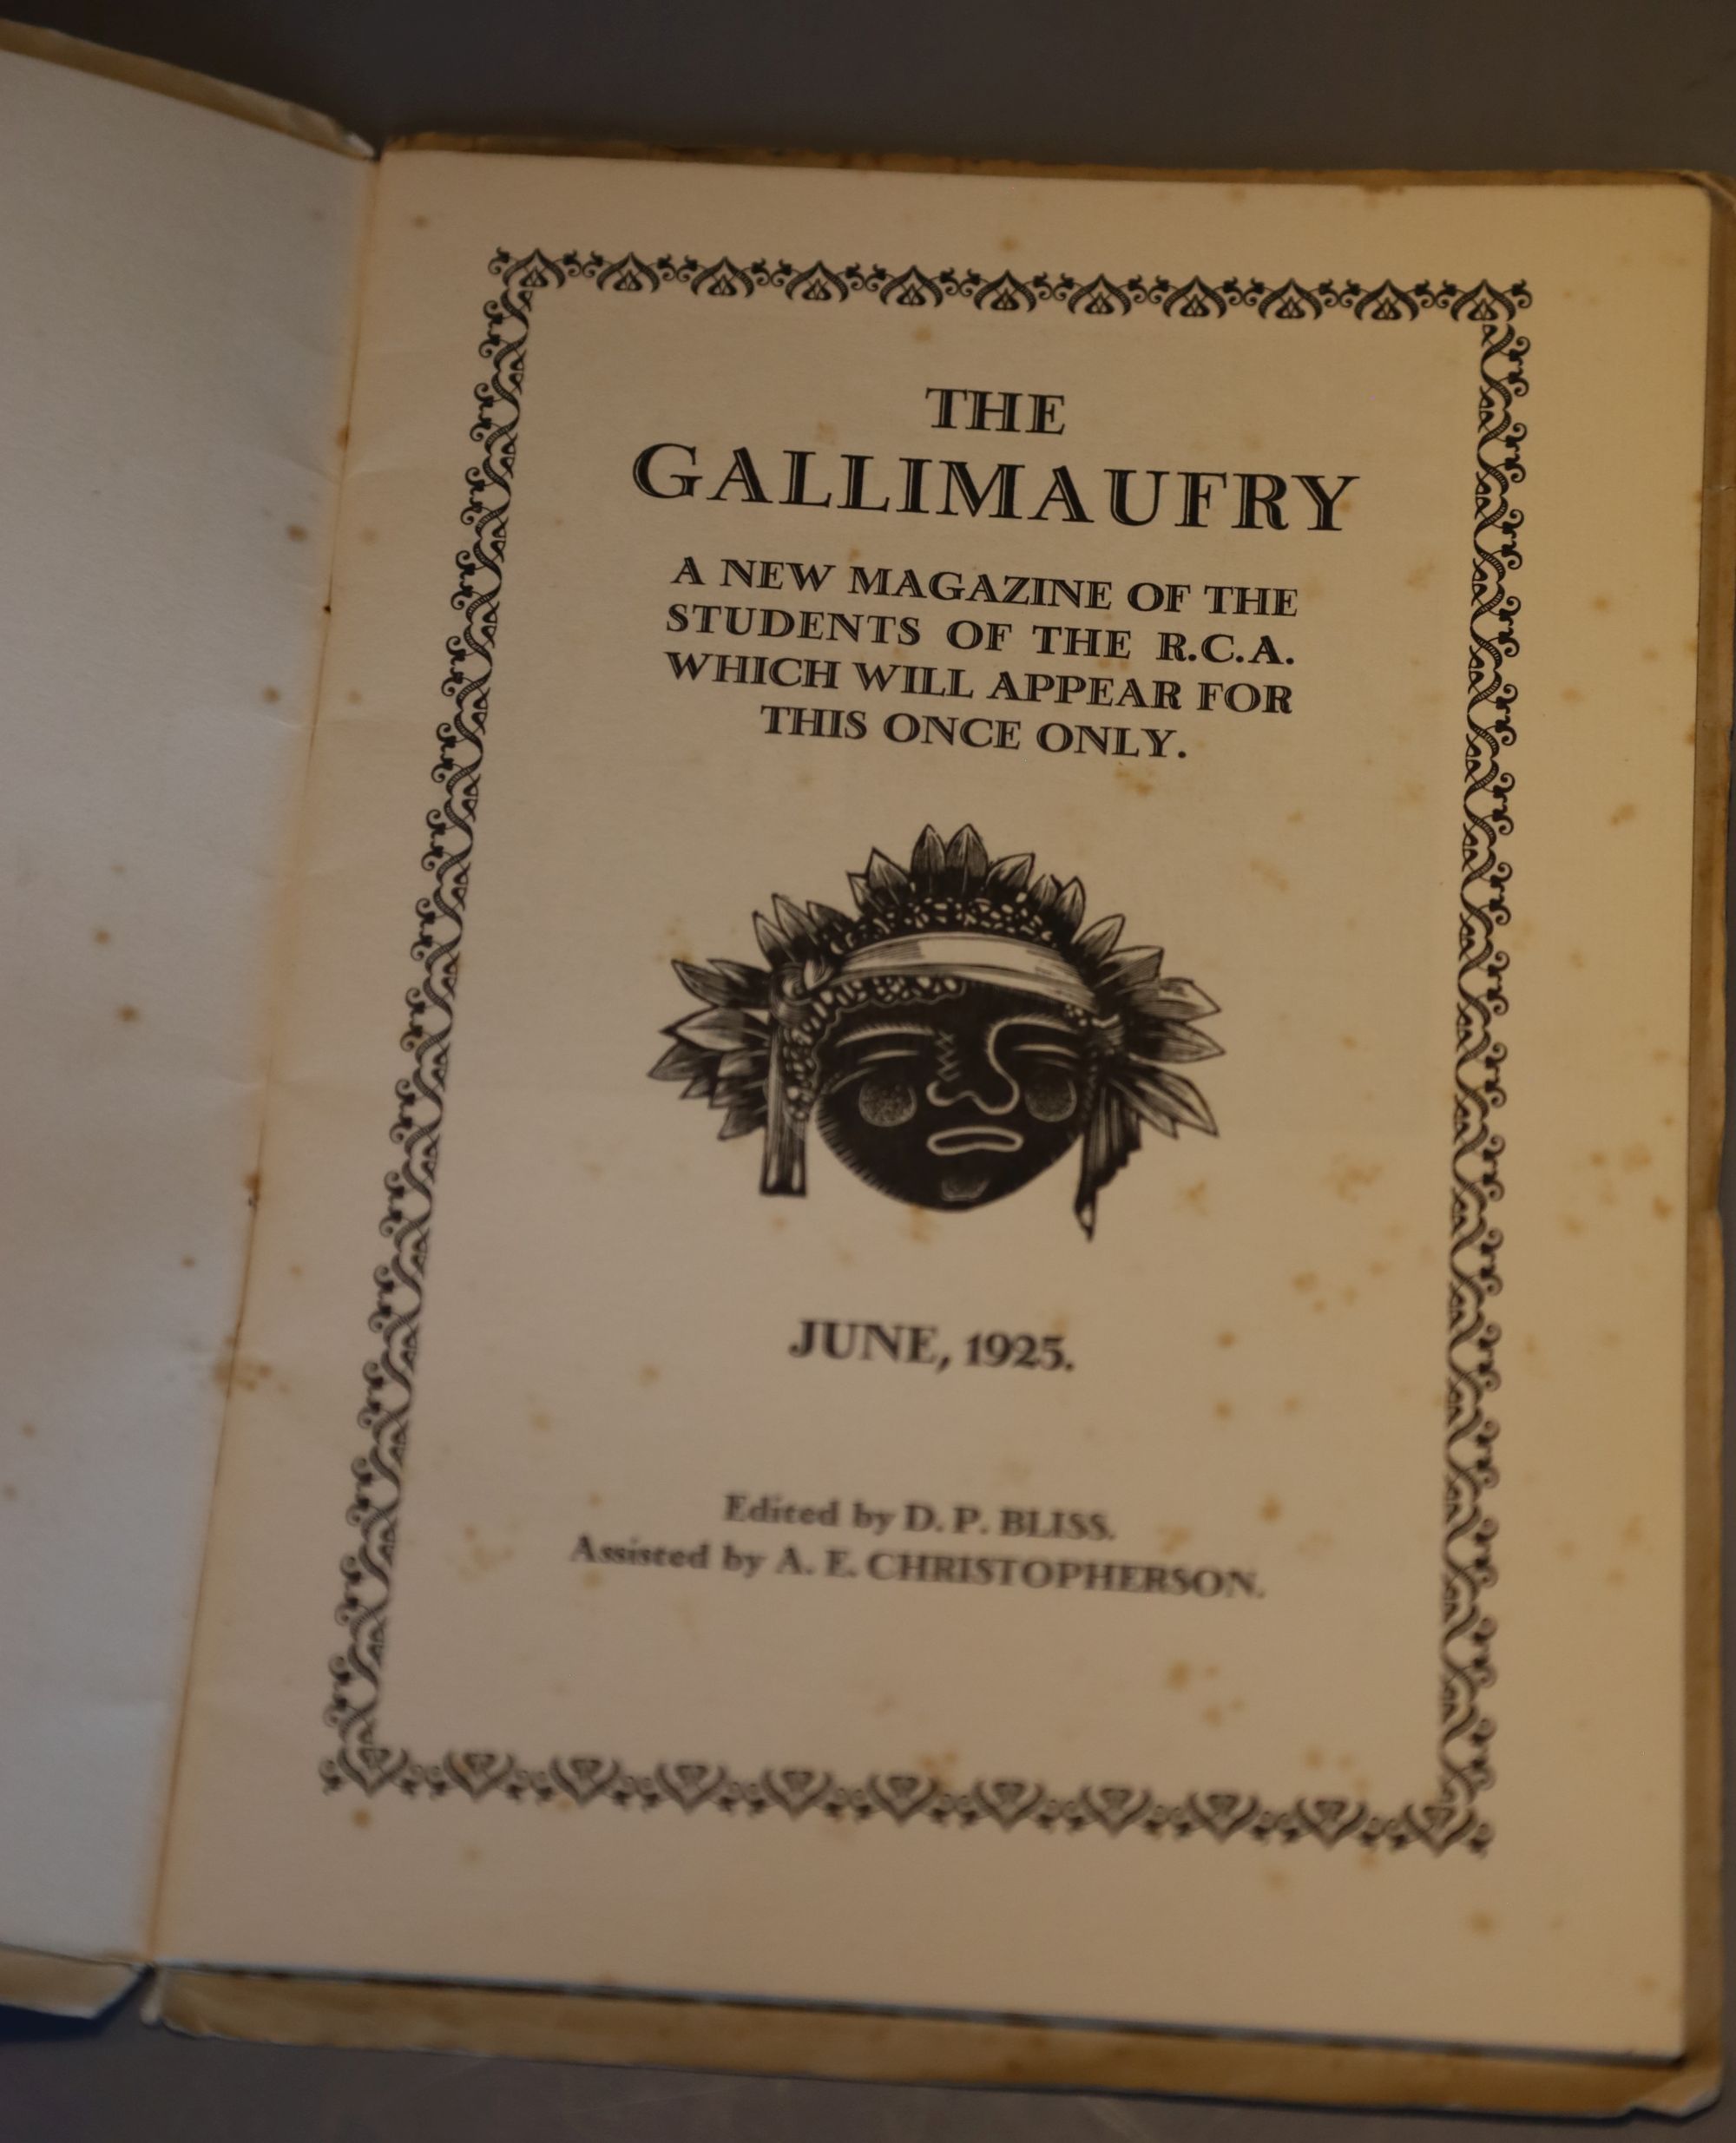 THE
GALLIMAUFRY
A NEW MAGAZINE OF THE
STUDENTS OF THE R.C.A.
WHICH WILL APPEAR FOR
THIS ONCE ONLY.
JUNE, 1925.
Edited by D. P. BLISS.
Assisted by A. E. CHRISTOPHERSON.